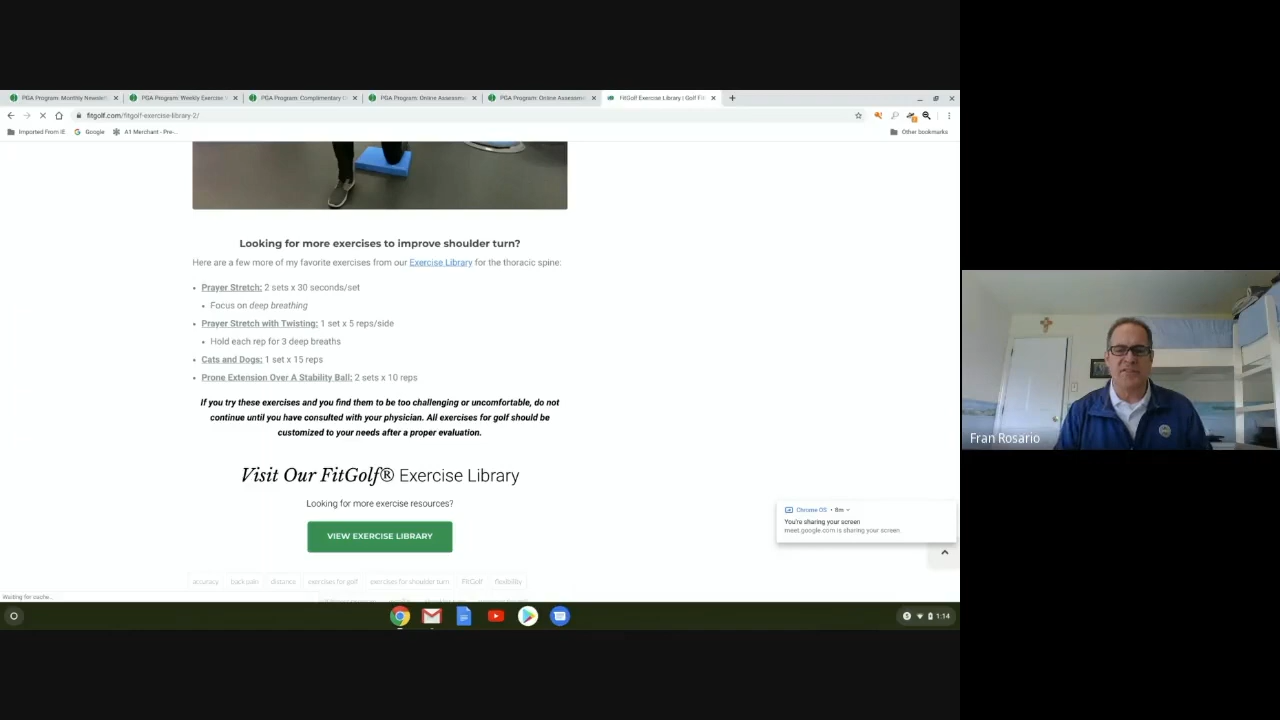 PGA Program: Monthly Newslett
PGA Program: Weekly Exercise
PGA Program: Complimentary
PGA Program: Online Assessm
PGA Program: Online Assessm
FitGolf Exercise Library | Golf Fit
fitgolf.com/fitgolf-exercise-library-2/
Imported From IE
Google
A1 Merchant - Pre-...
Other bookmarks
Looking for more exercises to improve shoulder turn?
Here are a few more of my favorite exercises from our Exercise Library for the thoracic spine:
• Prayer Stretch: 2 sets x 30 seconds/set
• Focus on deep breathing
• Prayer Stretch with Twisting: 1 set x 5 reps/side
• Hold each rep for 3 deep breaths
• Cats and Dogs: 1 set x 15 reps
• Prone Extension Over A Stability Ball: 2 sets x 10 reps
If you try these exercises and you find them to be too challenging or uncomfortable, do not
continue until you have consulted with your physician. All exercises for golf should be
customized to your needs after a proper evaluation.
Visit Our FitGolf® Exercise Library
Looking for more exercise resources?
VIEW EXERCISE LIBRARY
accuracy
back pain
distance
exercises for golf
exercises for shoulder turn
FitGolf
flexibility
Chrome OS • 8m
You're sharing your screen
meet.google.com is sharing your screen
Waiting for cache...
1:14
Fran Rosario